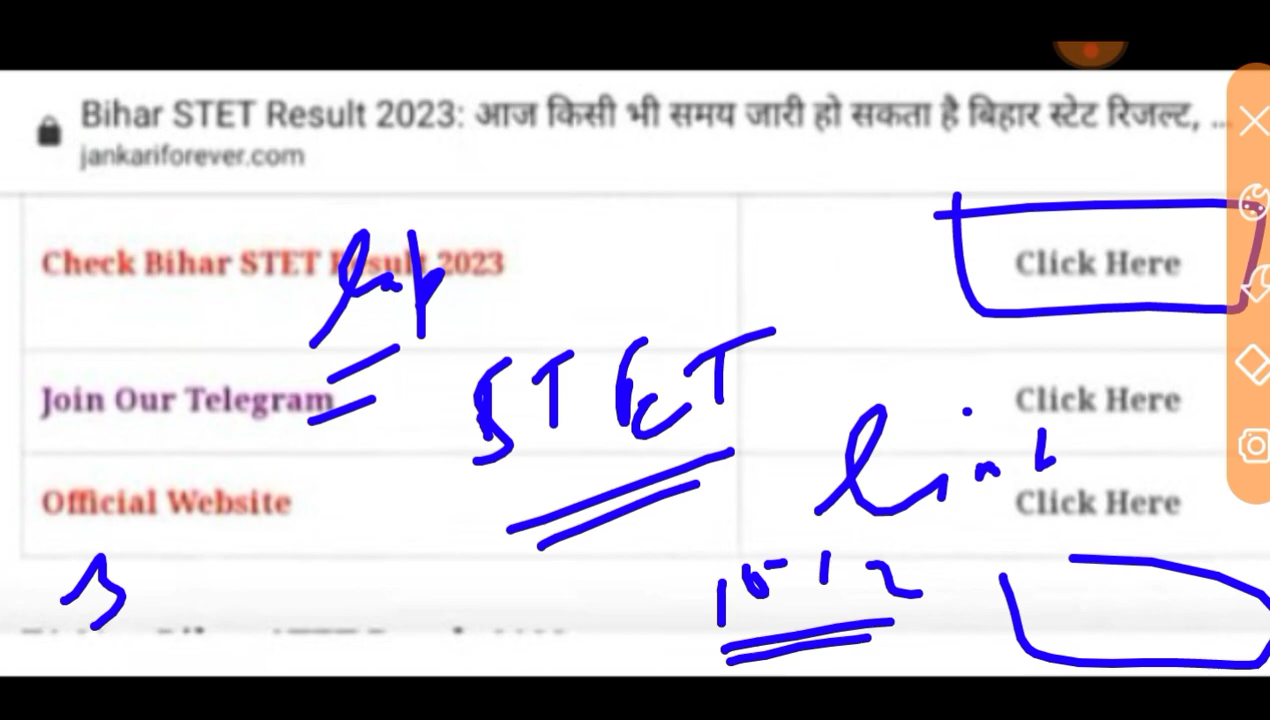 Bihar STET Result 2023: आज किसी भी समय जारी हो सकता है बिहार स्टेट रिजल्ट, ...
jankariforever.com
Check Bihar STET Result 2023 Click Here
Join Our Telegram Click Here
STET
Official Website Click Here